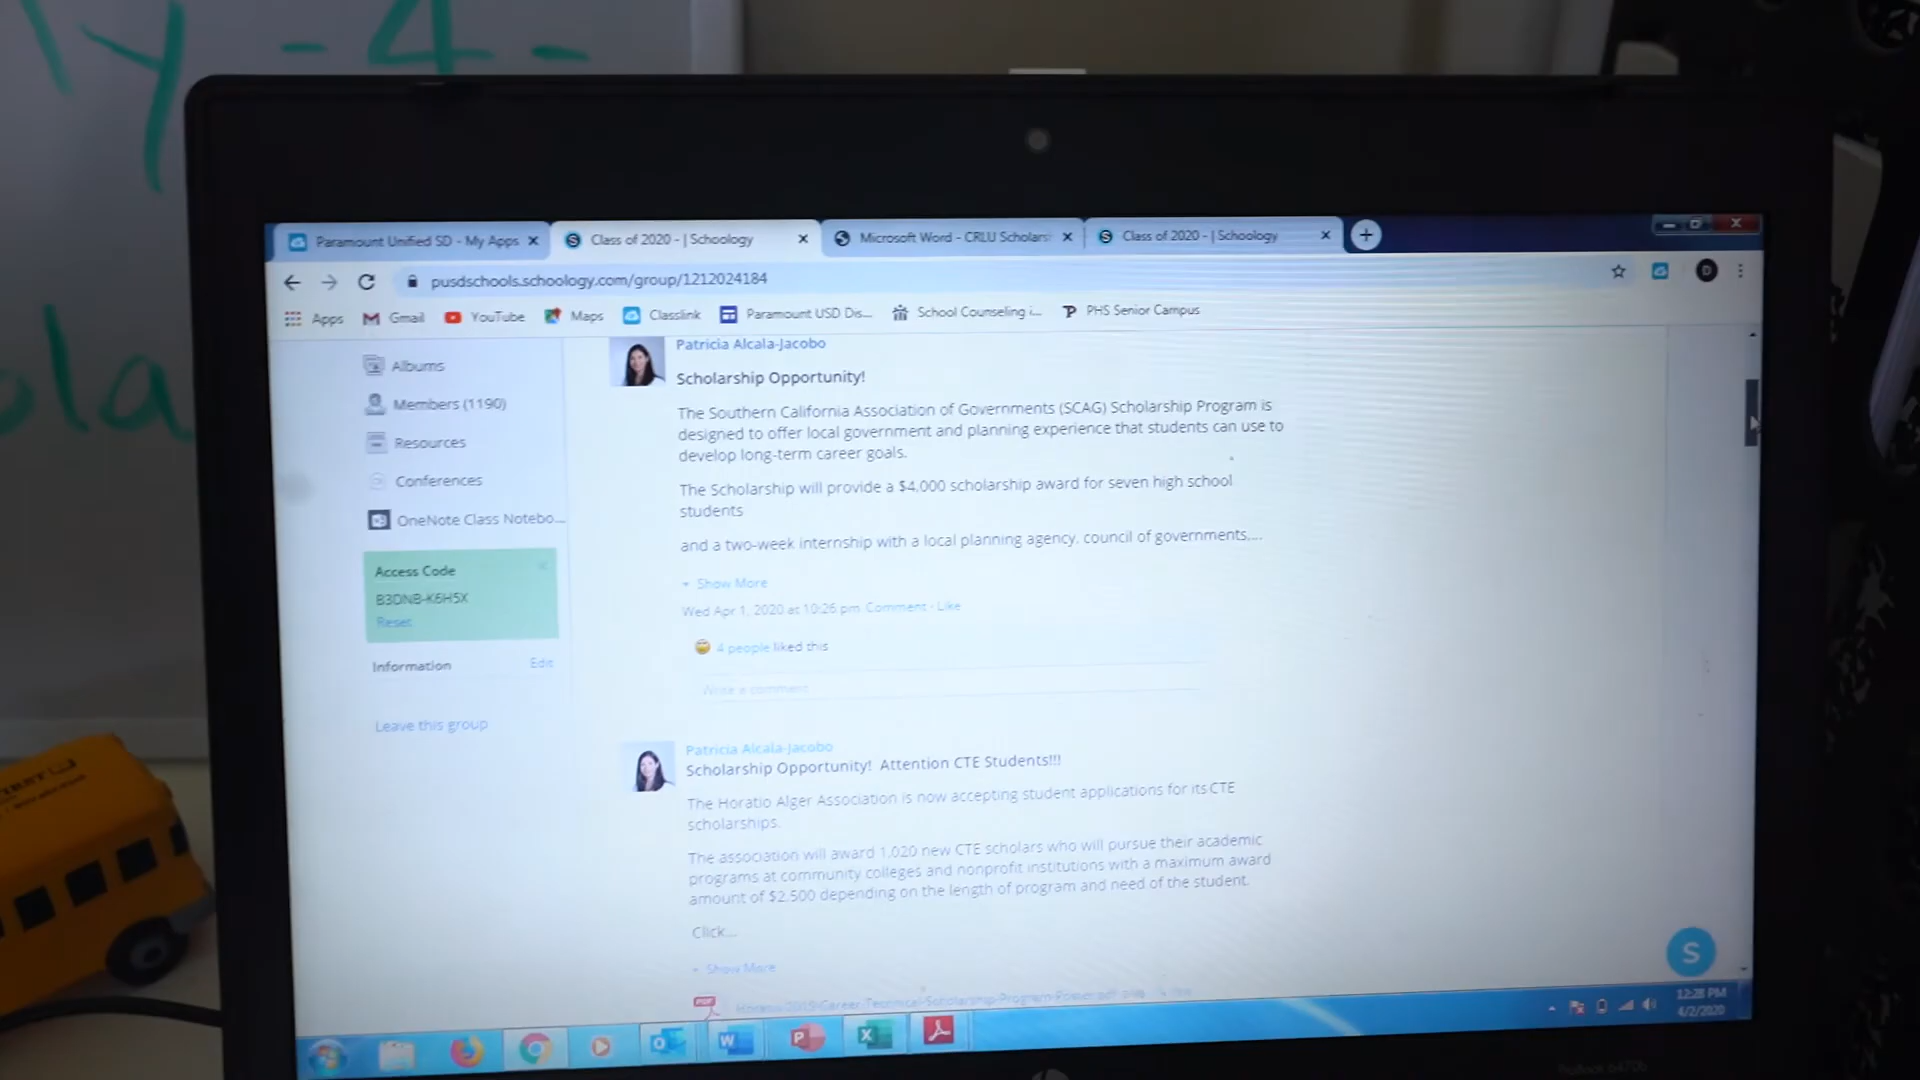 y - 4 -
ola
Paramount Unified SD - My Apps
Class of 2020 - | Schoology
Microsoft Word - CRLU Scholars
Class of 2020 - | Schoology
pusdschools.schoology.com/group/1212024184
Apps
Gmail
YouTube
Maps
Classlink
Paramount USD Dis...
School Counseling i...
PHS Senior Campus
Albums
Members (1190)
Resources
Conferences
OneNote Class Notebo...
Access Code
B3DNB-K6H5X
Reset
Information
Edit
Leave this group
Patricia Alcala-Jacobo
Scholarship Opportunity!
The Southern California Association of Governments (SCAG) Scholarship Program is
designed to offer local government and planning experience that students can use to
develop long-term career goals.
The Scholarship will provide a $4,000 scholarship award for seven high school
students
and a two-week internship with a local planning agency, council of governments,...
Show More
Wed Apr 1, 2020 at 10:26 pm Comment · Like
4 people liked this
Write a comment
Patricia Alcala-Jacobo
Scholarship Opportunity! Attention CTE Students!!!
The Horatio Alger Association is now accepting student applications for its CTE
scholarships.
The association will award 1,020 new CTE scholars who will pursue their academic
programs at community colleges and nonprofit institutions with a maximum award
amount of $2,500 depending on the length of program and need of the student.
Click...
Show More
S
12:28 PM
4/2/2020
ProBook 6470b